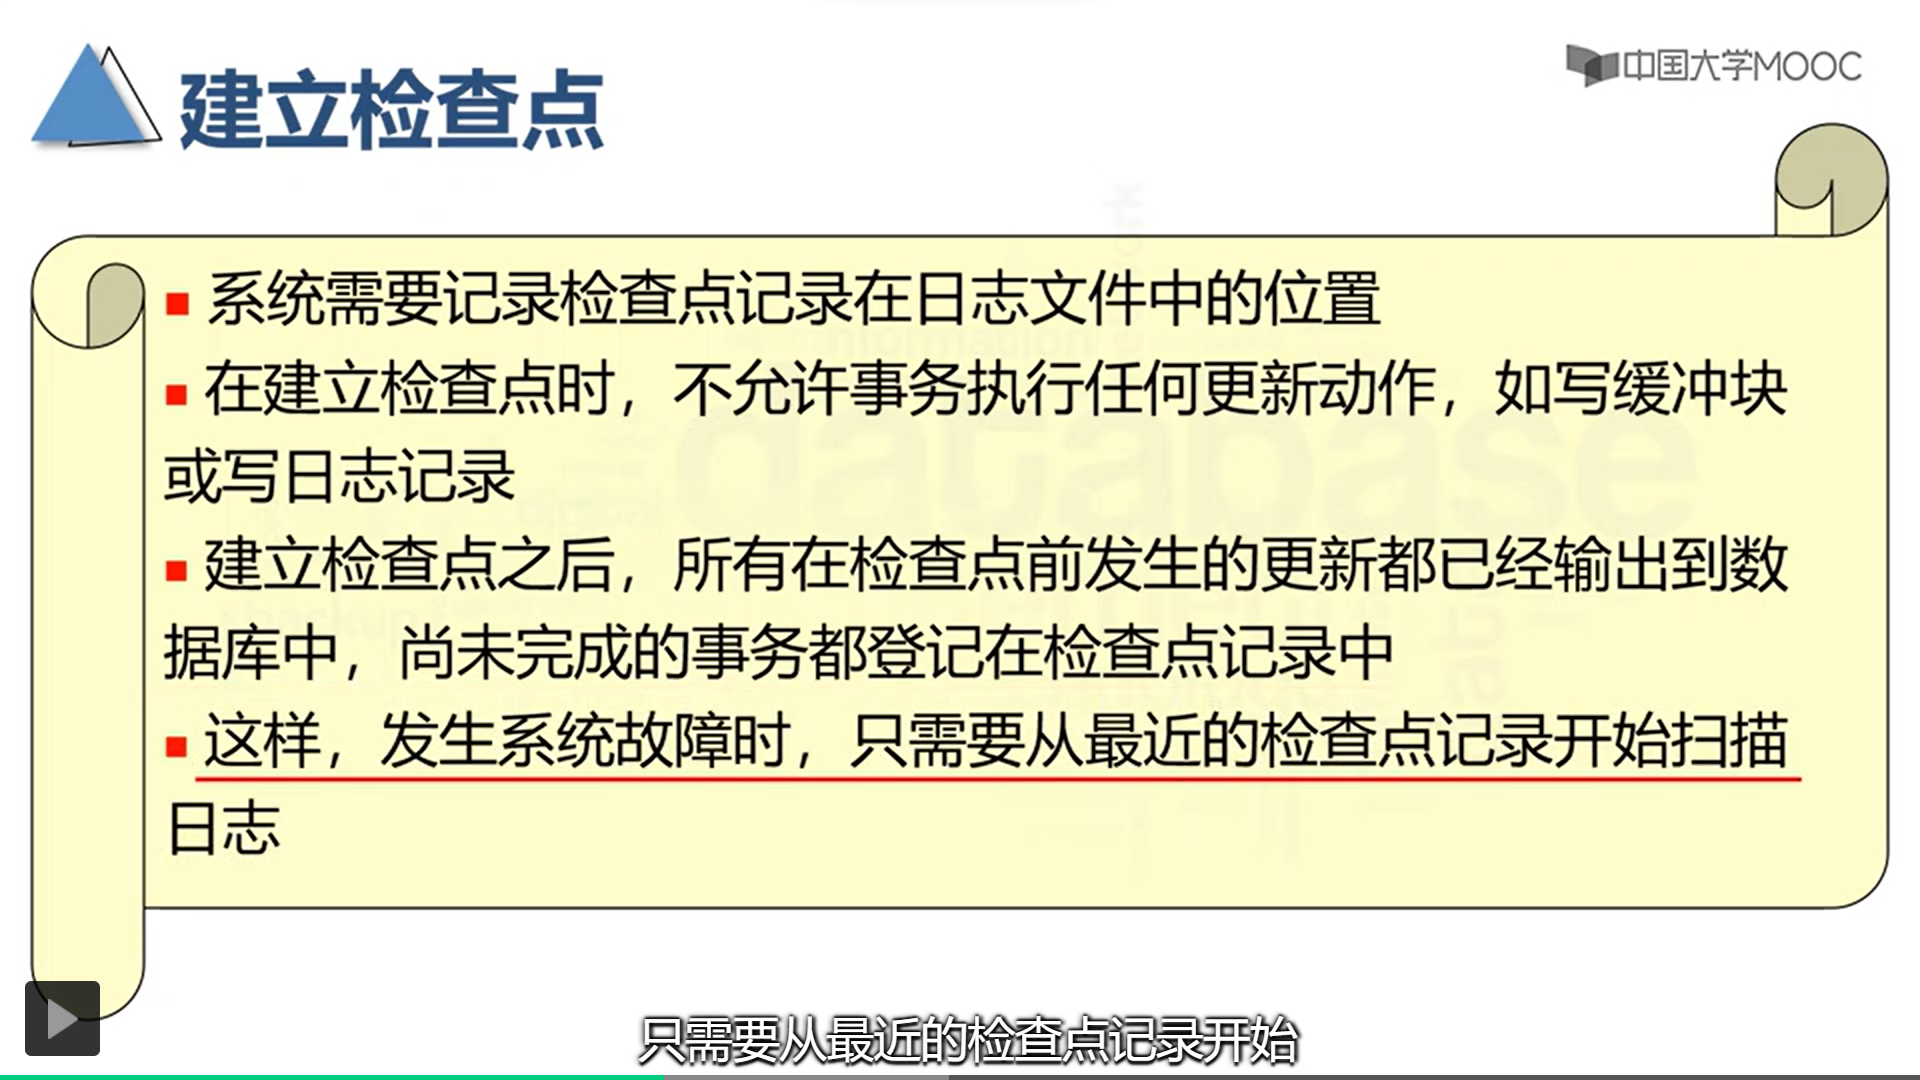 建立检查点
中国大学MOOC
系统需要记录检查点记录在日志文件中的位置
在建立检查点时，不允许事务执行任何更新动作，如写缓冲块
或写日志记录
建立检查点之后，所有在检查点前发生的更新都已经输出到数
据库中，尚未完成的事务都登记在检查点记录中
这样，发生系统故障时，只需要从最近的检查点记录开始扫描
日志
database
information
backup
只需要从最近的检查点记录开始